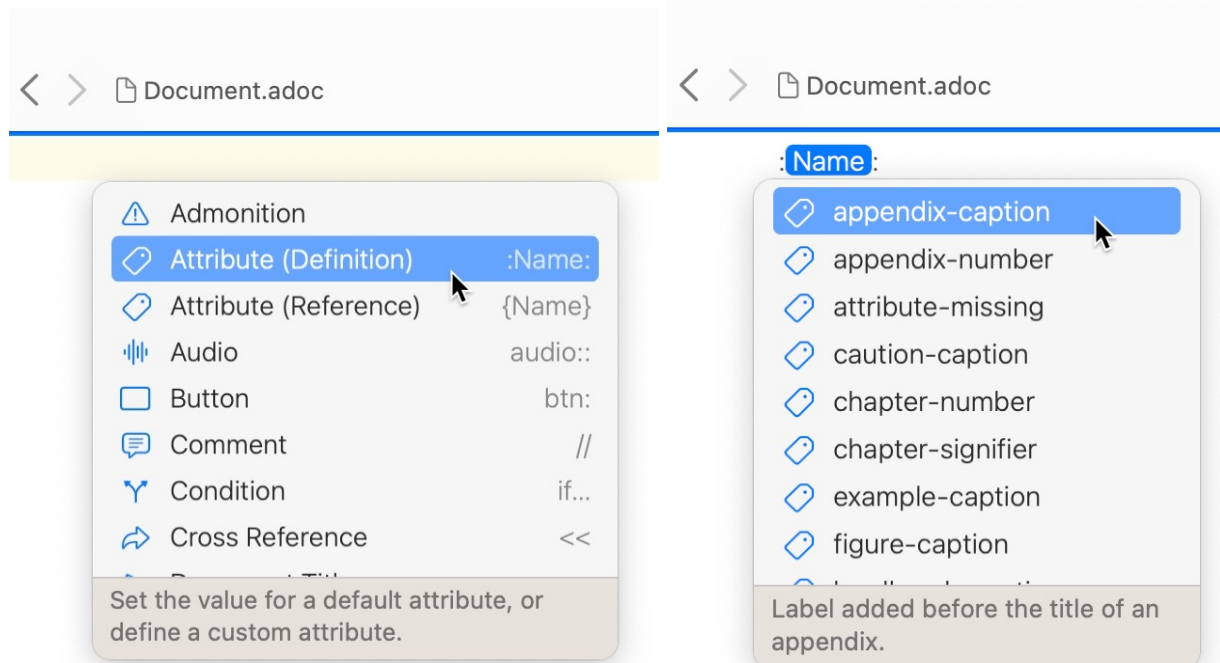 Document.adoc
Admonition
Attribute (Definition) :Name:
Attribute (Reference) {Name}
Audio audio::
Button btn:
Comment //
Condition if...
Cross Reference <<
Set the value for a default attribute, or
define a custom attribute.
Document.adoc
:Name:
appendix-caption
appendix-number
attribute-missing
caution-caption
chapter-number
chapter-signifier
example-caption
figure-caption
Label added before the title of an
appendix.